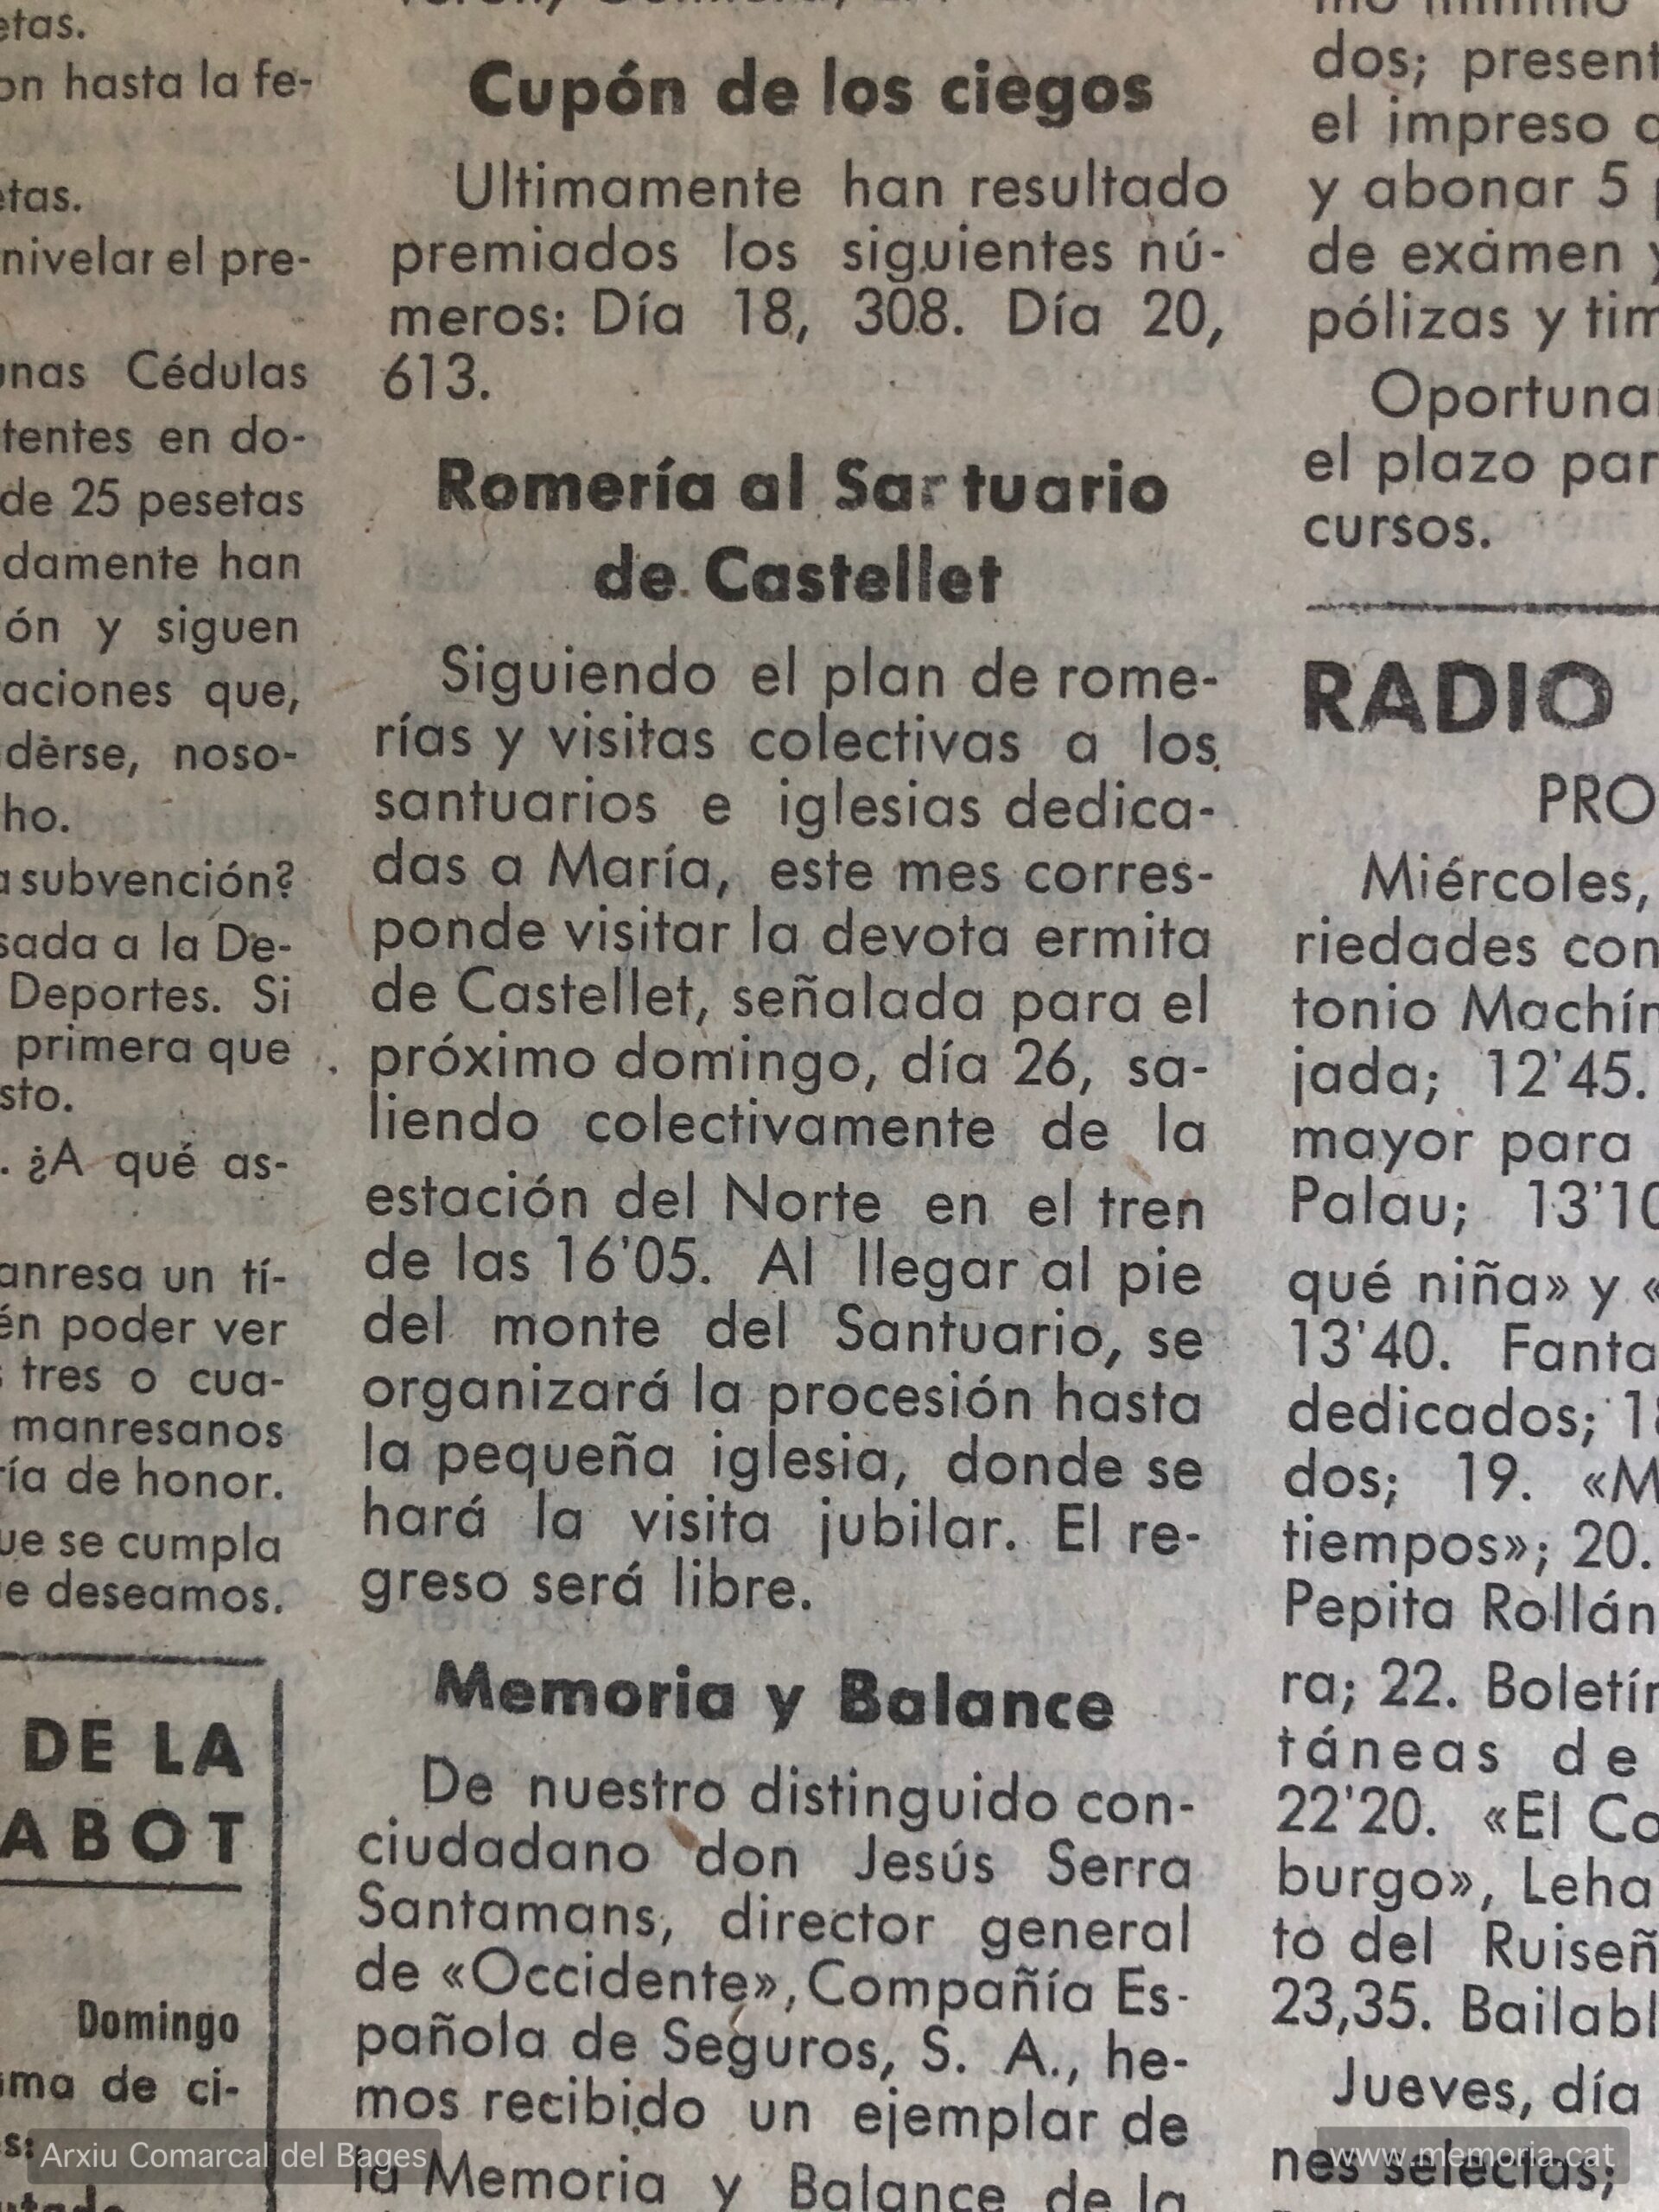 etas.
on hasta la fe-
etas.
nivelar el pre-
unas Cédulas
tentes en do-
de 25 pesetas
damente han
ón y siguen
aciones que,
dérse, noso-
ho.
a subvención?
sada a la De-
Deportes. Si
primera que
sto.
. ¿A qué as-
anresa un tí-
én poder ver
s tres o cua-
manresanos
ría de honor.
ue se cumpla
e deseamos.
DE LA
ABOT
Domingo
ma de ci-
s:
Cupón de los ciegos
Ultimamente han resultado
premiados los siguientes nú-
meros: Día 18, 308. Día 20,
613.
Romería al Sar tuario
de Castellet
Siguiendo el plan de rome-
rías y visitas colectivas a los
santuarios e iglesias dedica-
das a María, este mes corres-
ponde visitar la devota ermita
de Castellet, señalada para el
próximo domingo, día 26, sa-
liendo colectivamente de la
estación del Norte en el tren
de las 16'05. Al llegar al pie
del monte del Santuario, se
organizará la procesión hasta
la pequeña iglesia, donde se
hará la visita jubilar. El re-
greso será libre.
Memoria y Balance
De nuestro distinguido con-
ciudadano don Jesús Serra
Santamans, director general
de «Occidente», Compañía Es-
pañola de Seguros, S. A., he-
mos recibido un ejemplar de
la Memoria y Balance de la
dos; present
el impreso
y abonar 5
de exámen y
pólizas y tim
Oportuna
el plazo par
cursos.
RADIO
PRO
Miércoles,
riedades con
tonio Machín
jada; 12'45.
mayor para
Palau; 13'10
qué niña» y «
13'40. Fanta
dedicados; 18
dos; 19. «M
tiempos»; 20.
Pepita Rollán
ra; 22. Boletín
táneas de
22'20. «El Co
burgo», Leha
to del Ruiseñ
23,35. Bailabl
Jueves, día
nes selectas;
Arxiu Comarcal del Bages
www.memoria.cat